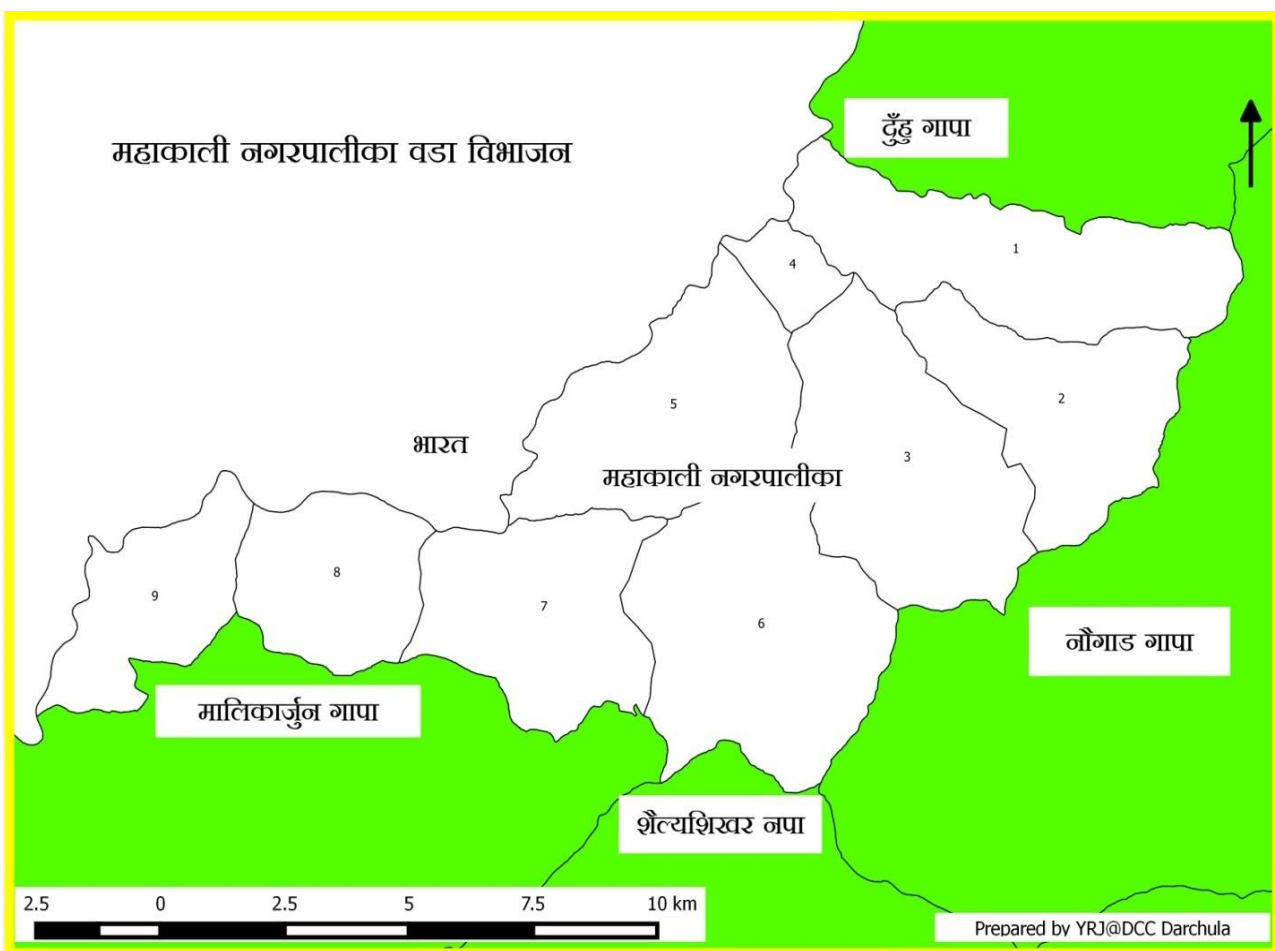 महाकाली नगरपालीका वडा विभाजन
दुँहु गापा
1
4
2
5
3
भारत
महाकाली नगरपालीका
8
9
7
6
नौगाड गापा
मालिकार्जुन गापा
शैल्यशिखर नपा
2.5 0 2.5 5 7.5 10 km
Prepared by YRJ@DCC Darchula